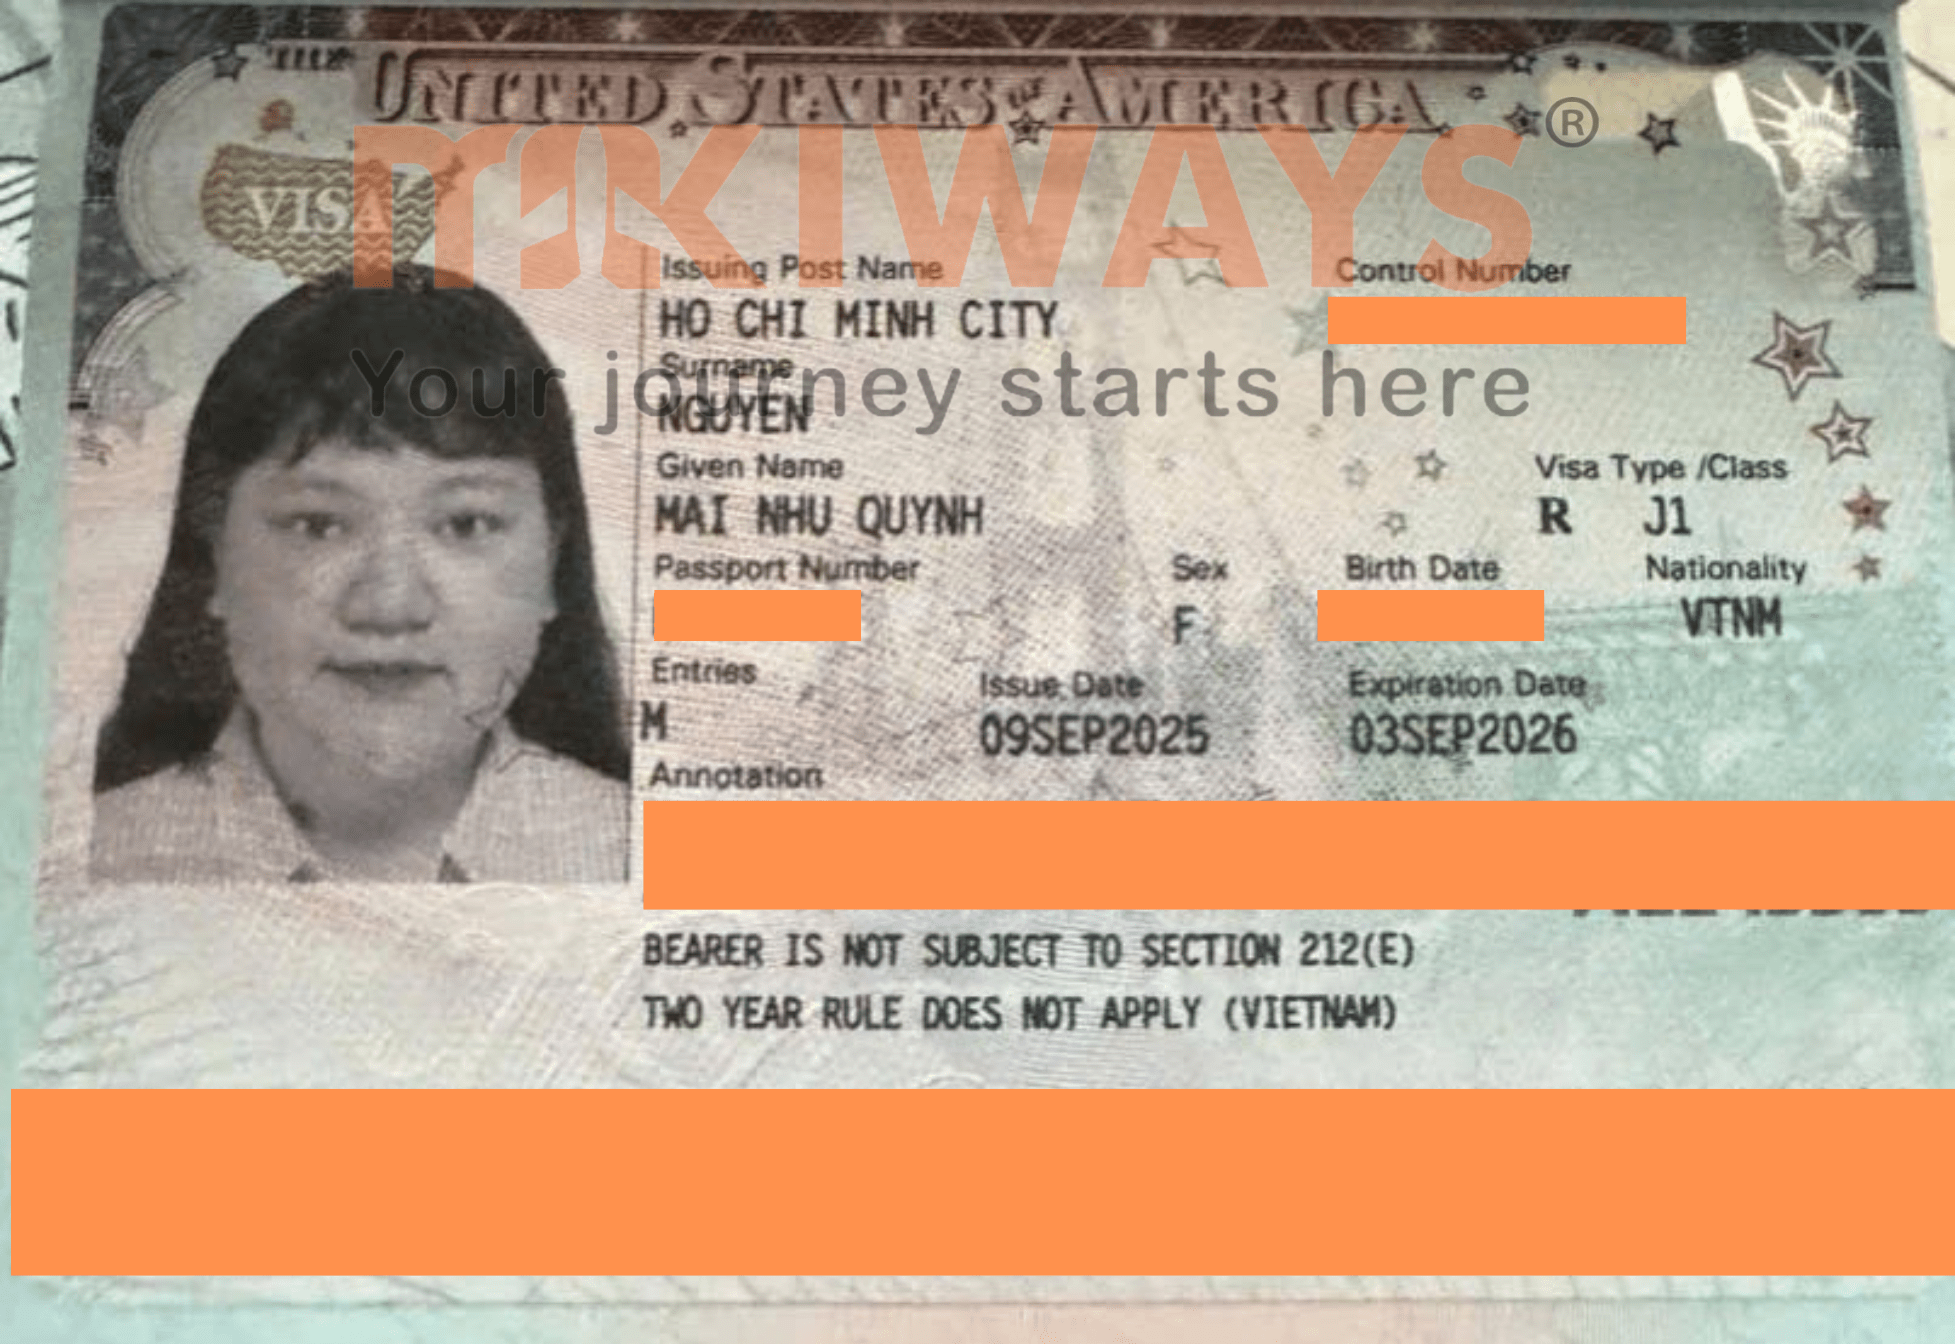 THE UNITED STATES OF AMERICA
VISA
MAKIWAYS®
Your journey starts here
Issuing Post Name Control Number
HO CHI MINH CITY
Surname
NGUYEN
Given Name Visa Type /Class
MAI NHU QUYNH R J1
Passport Number Sex Birth Date Nationality
F VTNM
Entries Issue Date Expiration Date
M 09SEP2025 03SEP2026
Annotation
BEARER IS NOT SUBJECT TO SECTION 212(E)
TWO YEAR RULE DOES NOT APPLY (VIETNAM)